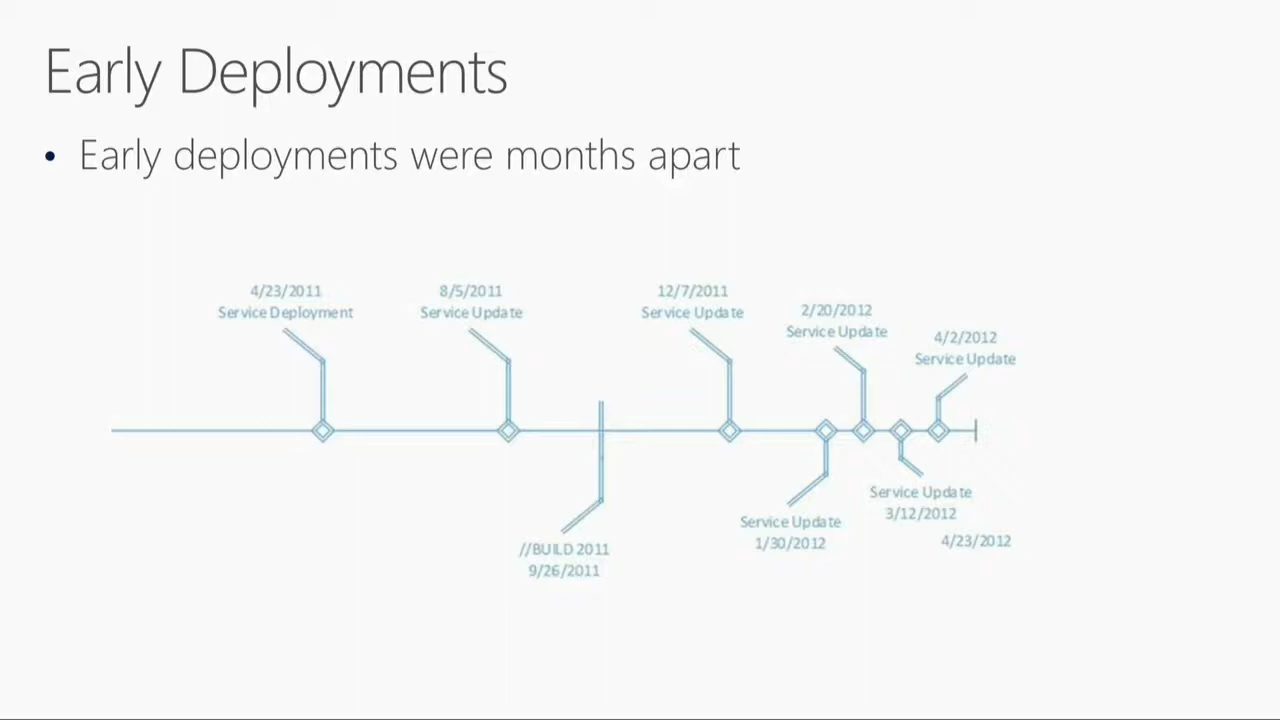 Early Deployments
• Early deployments were months apart
4/23/2011
Service Deployment
8/5/2011
Service Update
12/7/2011
Service Update
2/20/2012
Service Update
4/2/2012
Service Update
//BUILD 2011
9/26/2011
Service Update
1/30/2012
Service Update
3/12/2012
4/23/2012